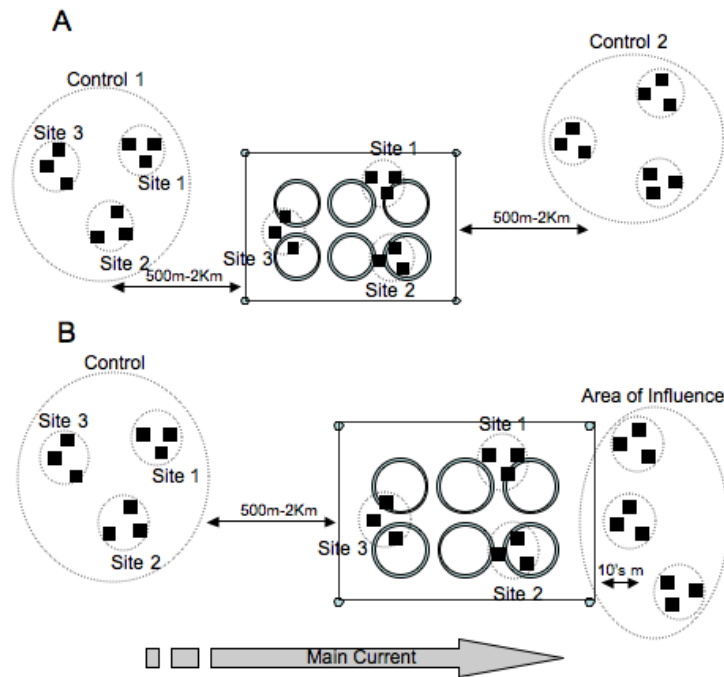 A
Control 1
Control 2
Site 3
Site 1
Site 2
500m-2Km
Site 1
Site 3
Site 2
500m-2Km
B
Control
Area of Influence
Site 3
Site 1
Site 2
500m-2Km
Site 1
Site 3
Site 2
10's m
Main Current